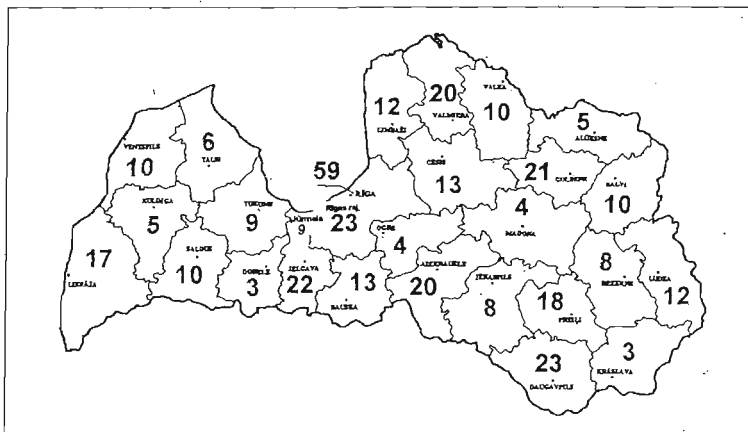 VALKA
20
12
10
VALMIERA
LIMBAŽI
5
ALŪKSNE
6
TALSI
VENTSPILS
10
59
RĪGA
CĒSIS
13
21
GULBENE
BALVI
10
KULDĪGA
5
TUKUMS
9
Rīgas raj.
23
Jūrmala
9
OGRE
4
4
MADONA
17
LIEPĀJA
SALDUS
10
DOBELE
3
JELGAVA
22
13
BAUSKA
AIZKRAUKLE
20
JĒKABPILS
8
18
PREIĻI
8
RĒZEKNE
LUDZA
12
23
DAUGAVPILS
3
KRĀSLAVA